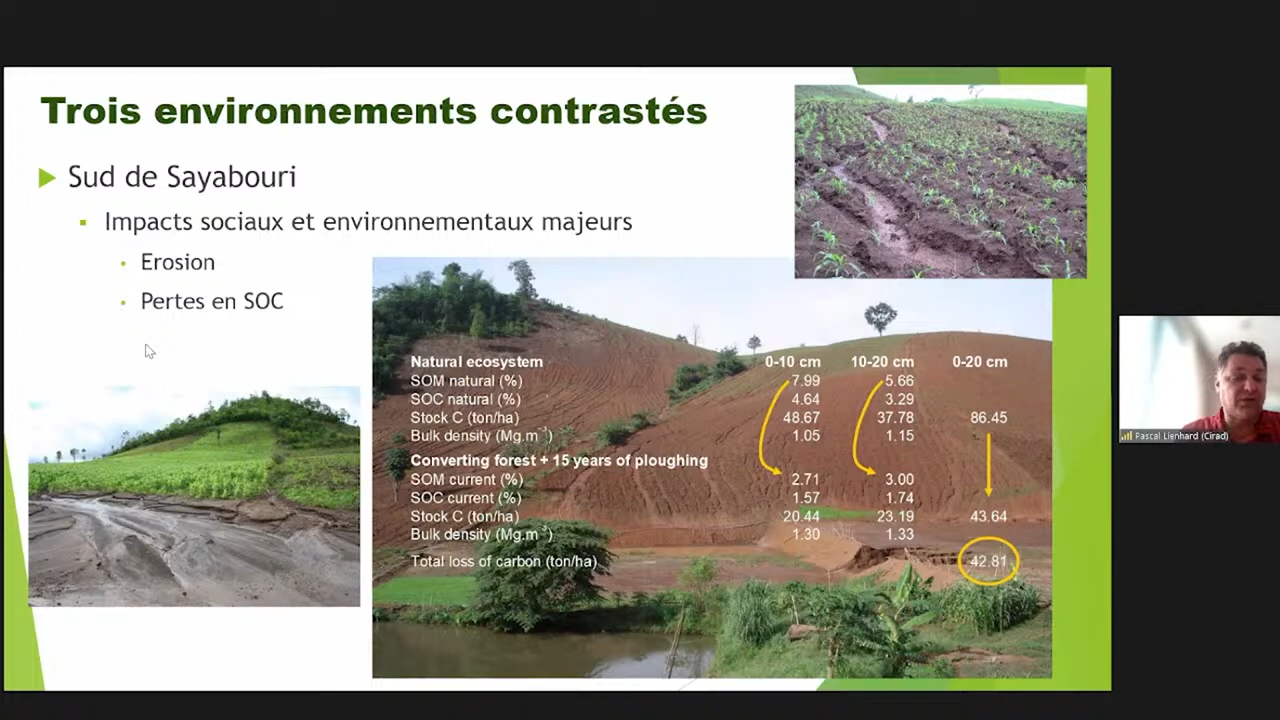 Trois environnements contrastés
Sud de Sayabouri
Impacts sociaux et environnementaux majeurs
Erosion
Pertes en SOC
Natural ecosystem 0-10 cm 10-20 cm 0-20 cm
SOM natural (%) 7.99 5.66
SOC natural (%) 4.64 3.29
Stock C (ton/ha) 48.67 37.78 86.45
Bulk density (Mg.m⁻³) 1.05 1.15
Converting forest + 15 years of ploughing
SOM current (%) 2.71 3.00
SOC current (%) 1.57 1.74
Stock C (ton/ha) 20.44 23.19 43.64
Bulk density (Mg.m⁻³) 1.30 1.33
Total loss of carbon (ton/ha) 42.81
Pascal Lienhard (Cirad)